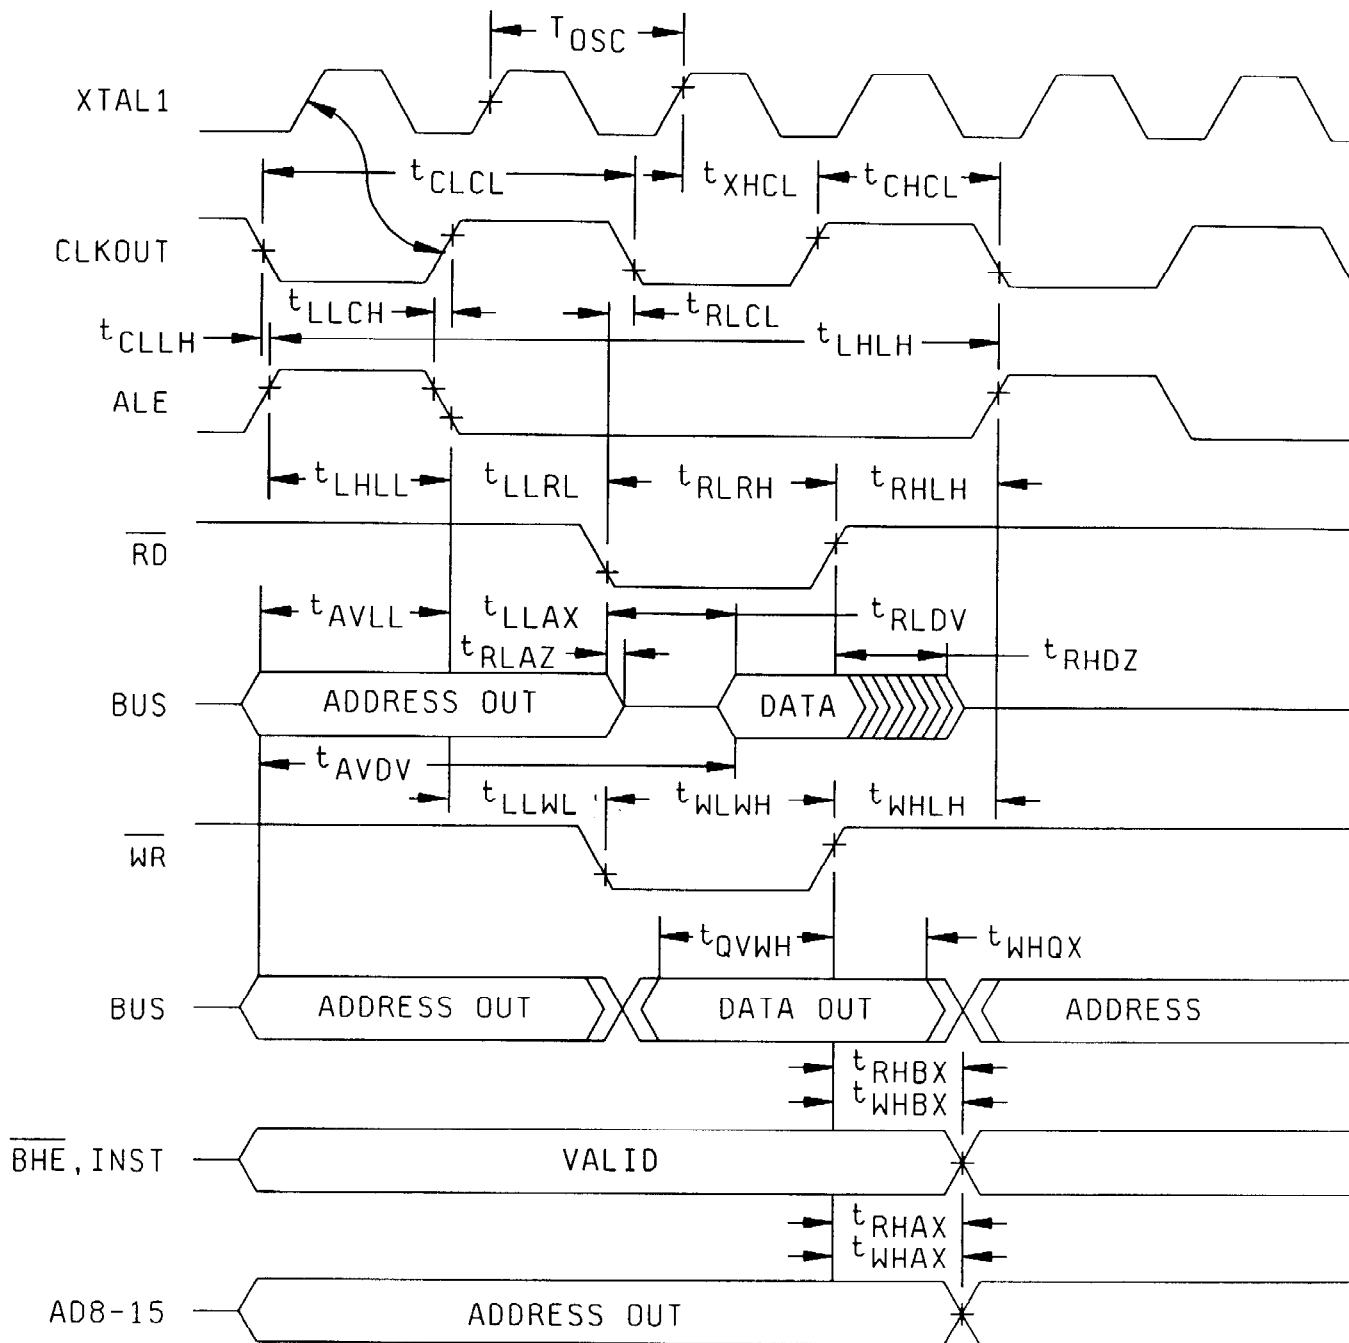 TOSC
XTAL1
tCLCL tXHCL tCHCL
CLKOUT
tLLCH tRLCL
tCLLH tLHLH
ALE
tLHLL tLLRL tRLRH tRHLH
RD
tAVLL tLLAX tRLDV
tRLAZ tRHDZ
BUS ADDRESS OUT DATA
tAVDV
tLLWL tWLWH tWHLH
WR
tQVWH tWHQX
BUS ADDRESS OUT DATA OUT ADDRESS
tRHBX
tWHBX
BHE, INST VALID
tRHAX
tWHAX
AD8-15 ADDRESS OUT